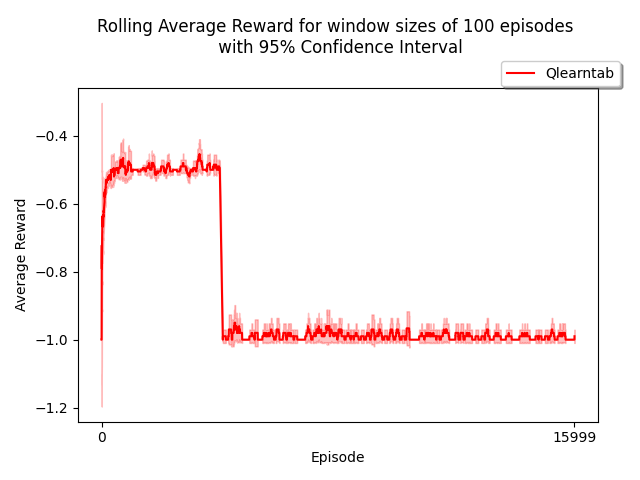 Rolling Average Reward for window sizes of 100 episodes
with 95% Confidence Interval
Qlearntab
−0.4
−0.6
−0.8
−1.0
−1.2
Average Reward
0
15999
Episode